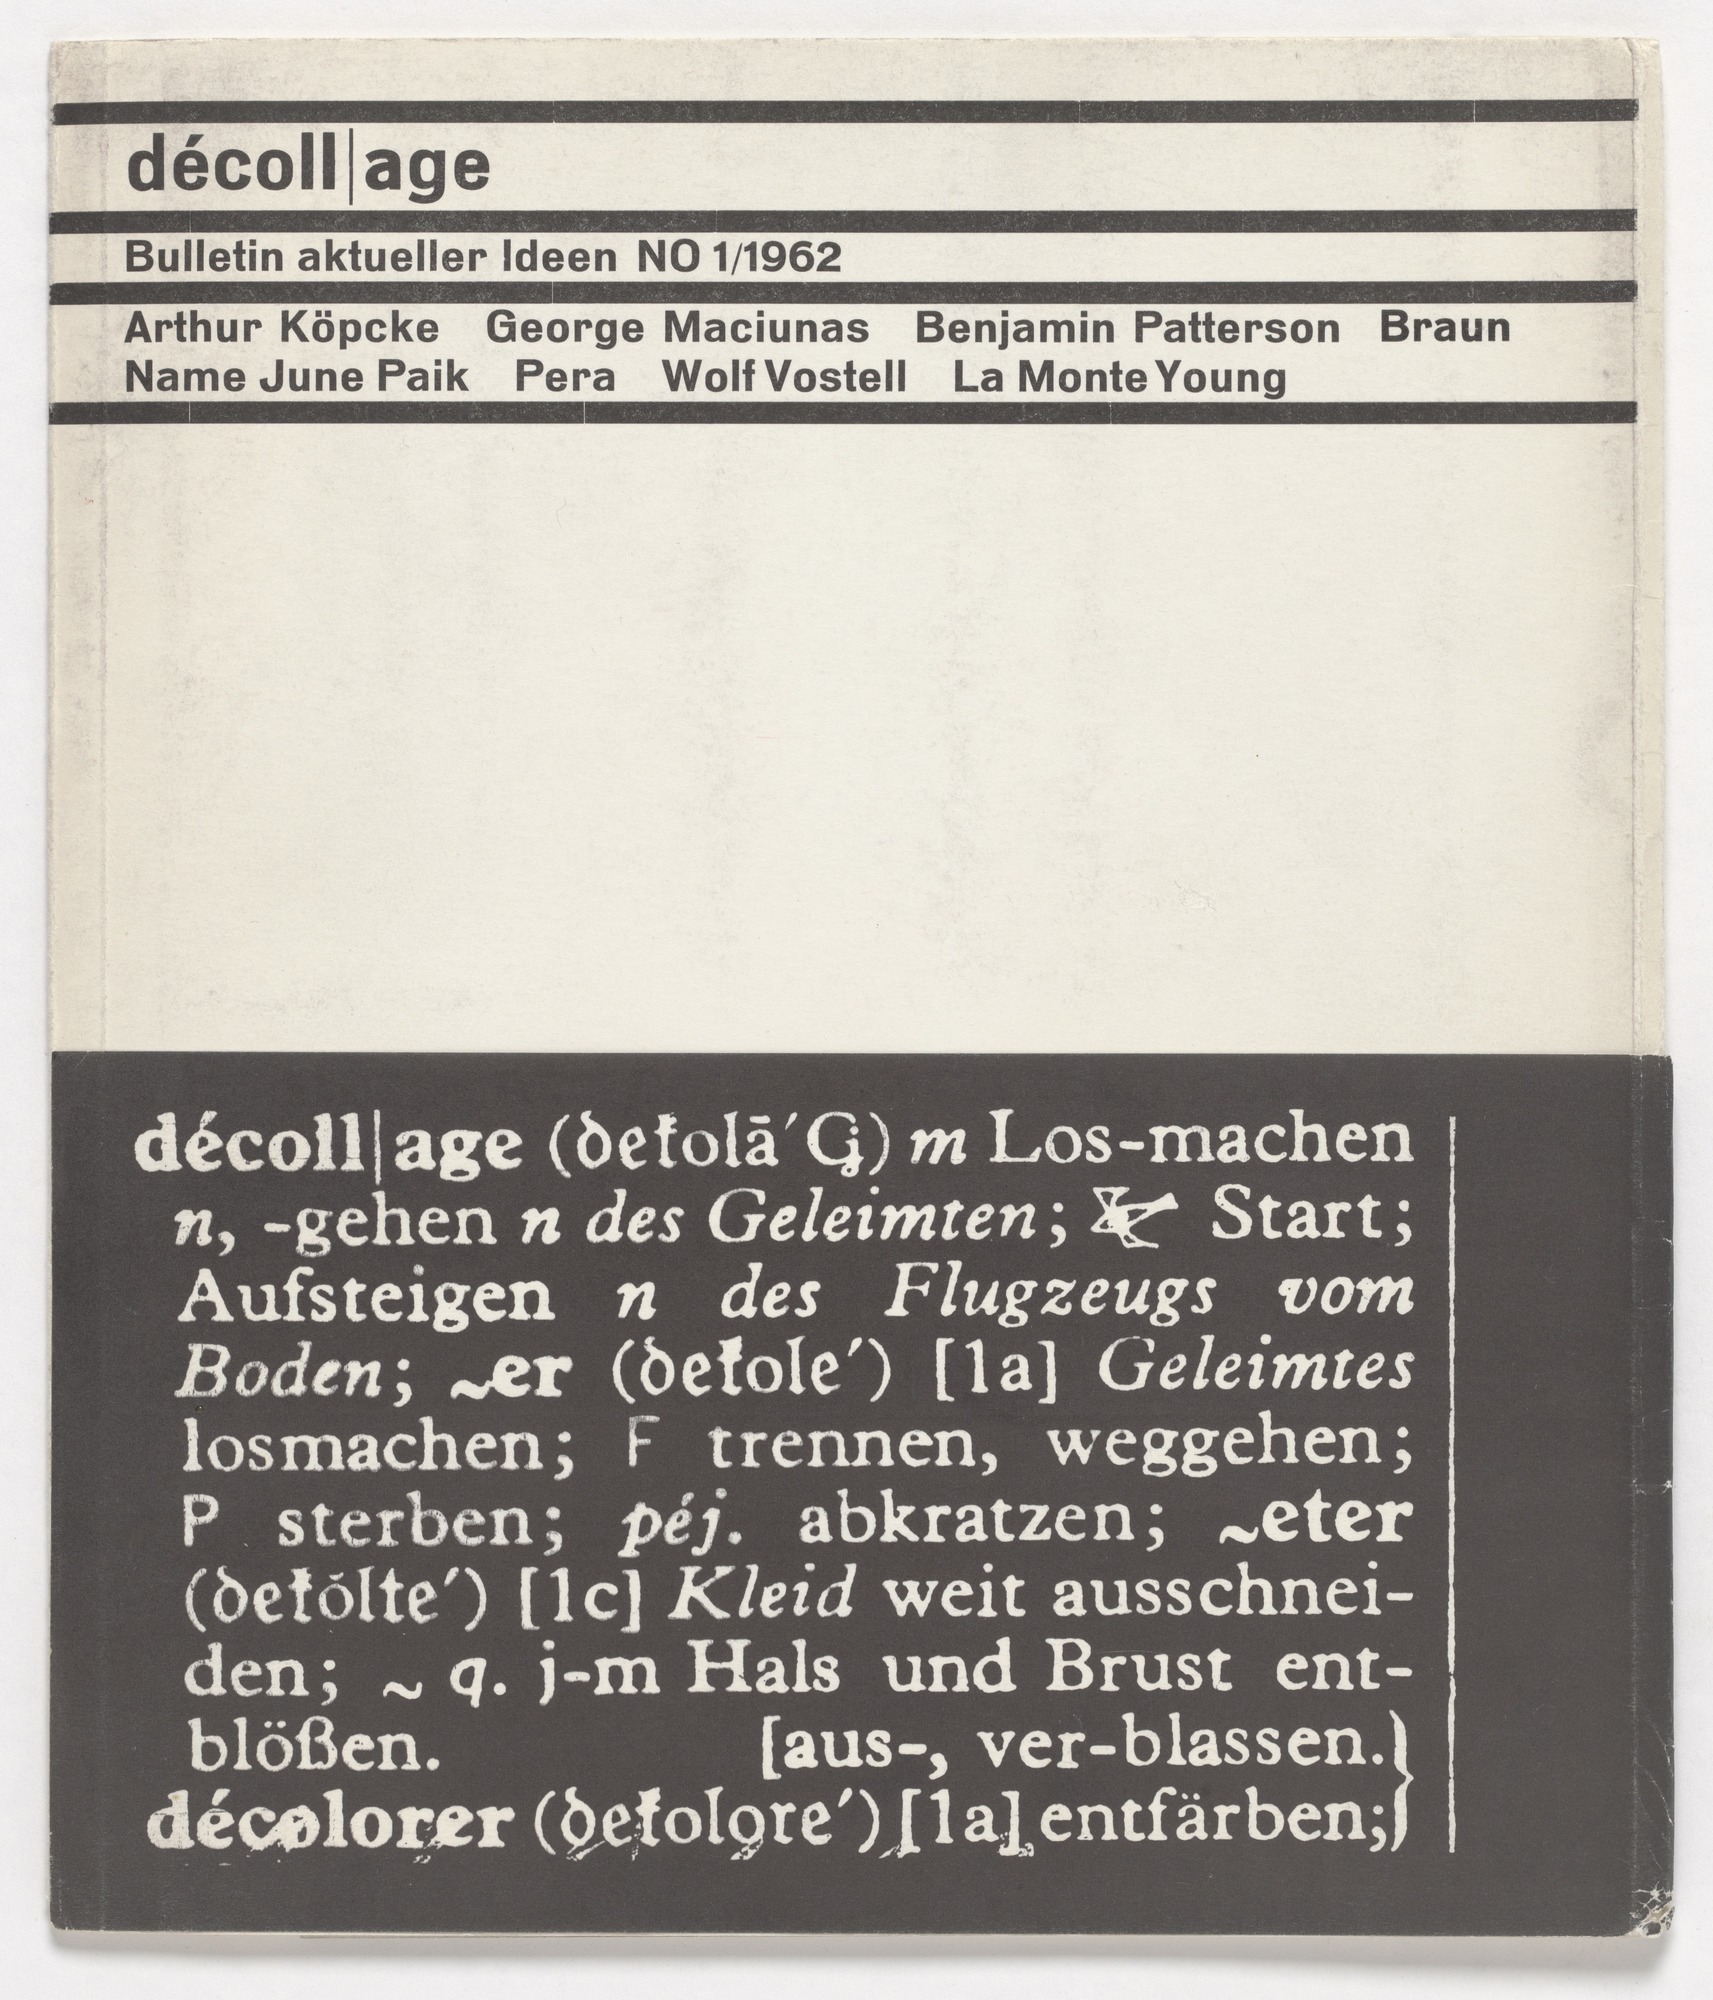 décoll|age
Bulletin aktueller Ideen NO 1/1962
Arthur Köpcke George Maciunas Benjamin Patterson Braun
Name June Paik Pera Wolf Vostell La Monte Young
décoll|age m Los-machen
n, -gehen n des Geleimten; Start;
Aufsteigen n des Flugzeugs vom
Boden; ~er (dekole′) [1a] Geleimtes
losmachen; F trennen, weggehen;
P sterben; péj. abkratzen; ~eter
(dekŏlte′) [1c] Kleid weit ausschnei-
den; ~ q. j-m Hals und Brust ent-
blößen. [aus-, ver-blassen.}
décolorer (dekolore′) [1a] entfärben;}